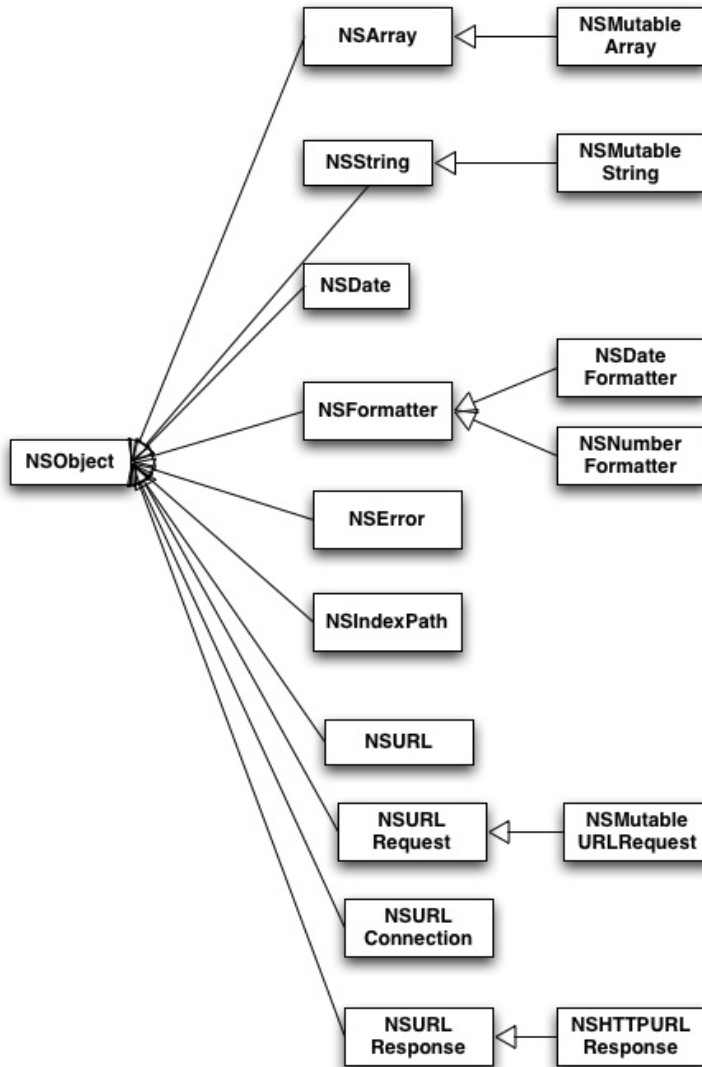 NSArray
NSMutable
Array
NSString
NSMutable
String
NSDate
NSFormatter
NSDate
Formatter
NSNumber
Formatter
NSObject
NSError
NSIndexPath
NSURL
NSURL
Request
NSMutable
URLRequest
NSURL
Connection
NSURL
Response
NSHTTPURL
Response